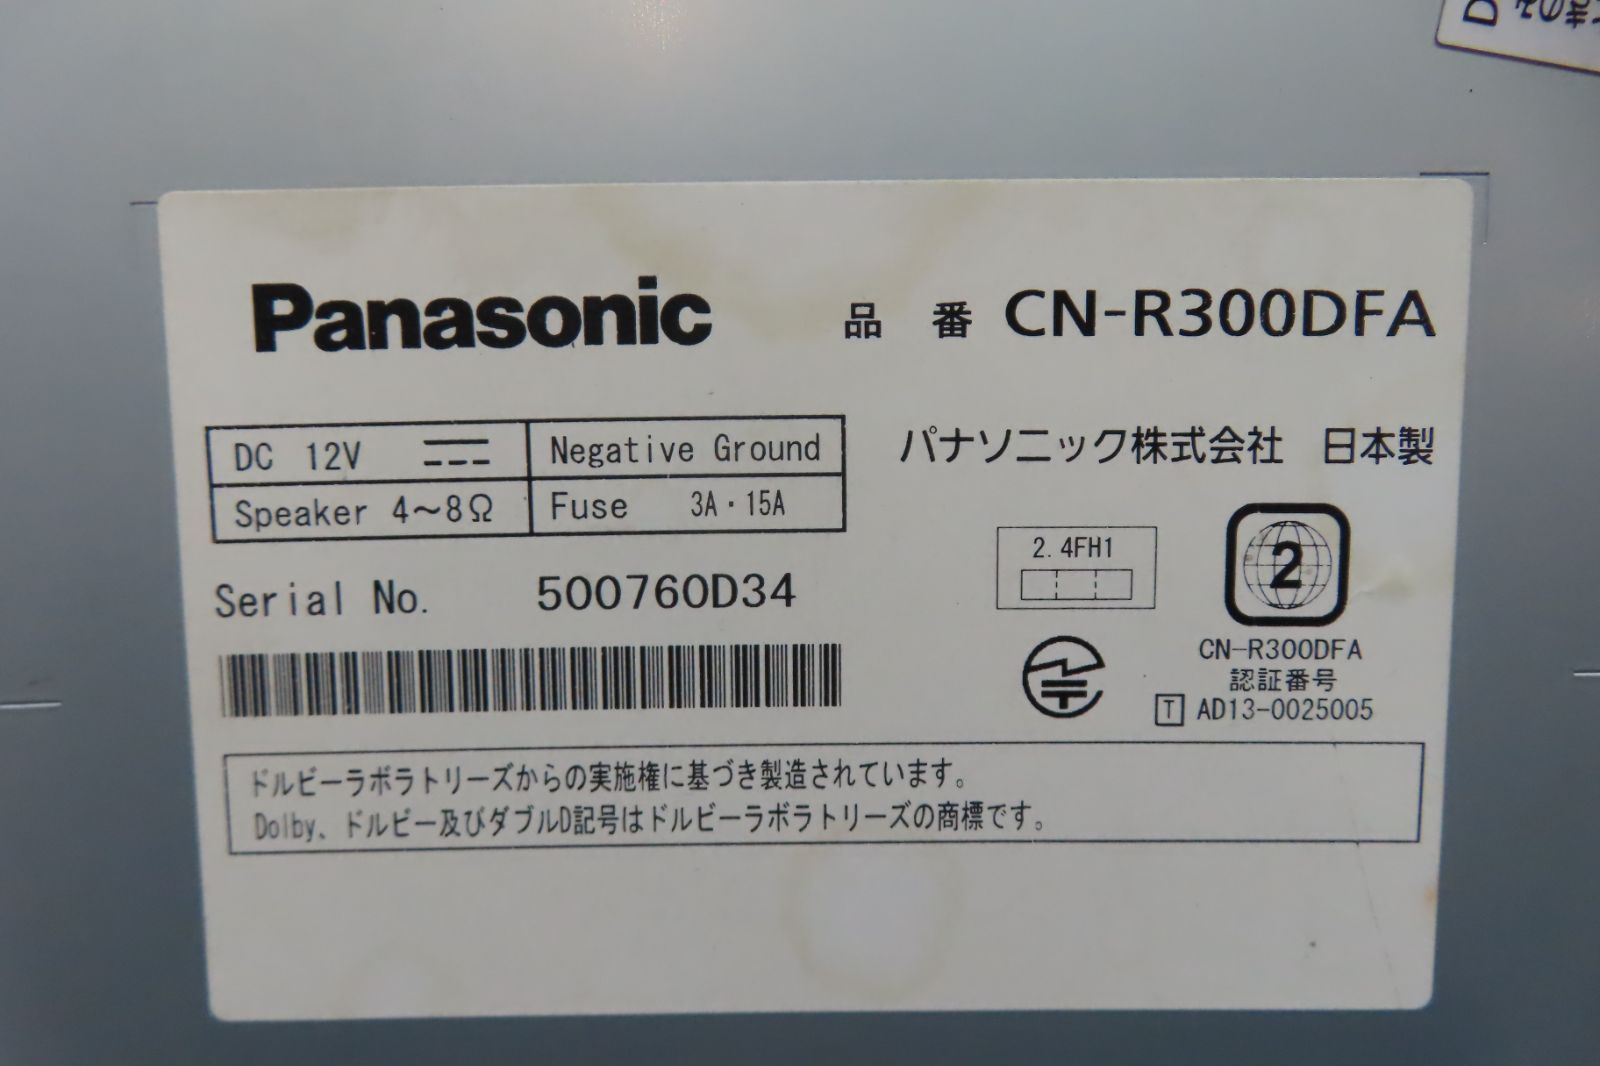 Panasonic 品 番 CN-R300DFA
DC 12V Negative Ground
Speaker 4～8Ω Fuse 3A・15A
パナソニック株式会社 日本製
Serial No. 500760D34
2.4FH1
2
CN-R300DFA
認証番号
T AD13-0025005
ドルビーラボラトリーズからの実施権に基づき製造されています。
Dolby、ドルビー及びダブルD記号はドルビーラボラトリーズの商標です。